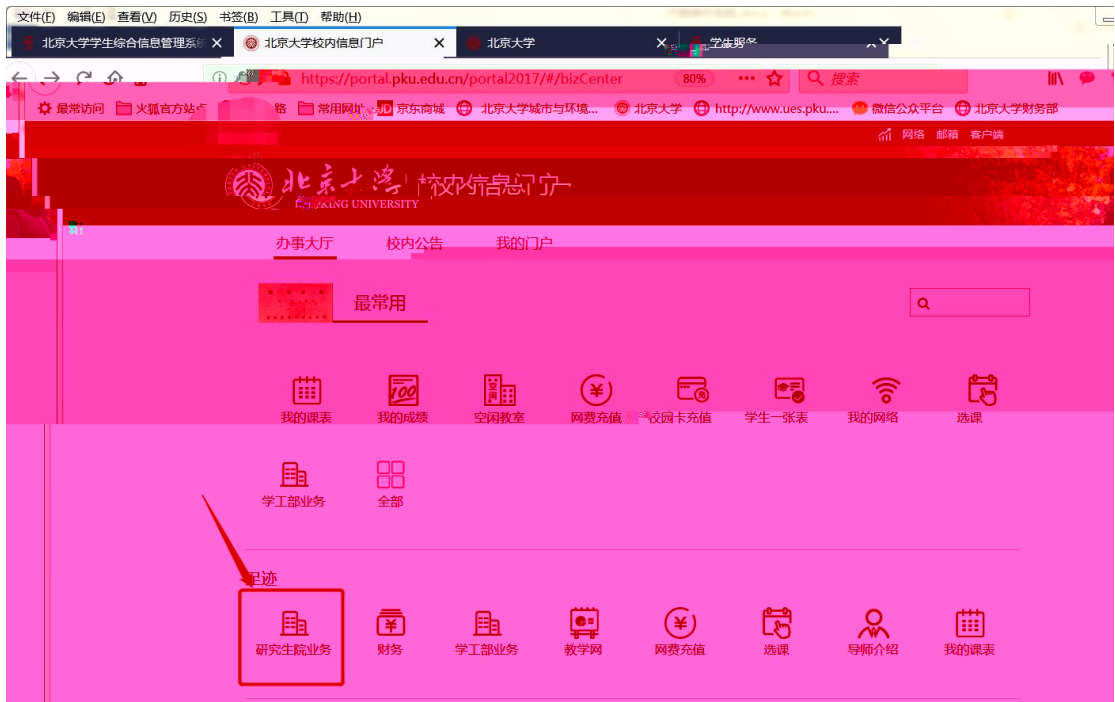 文件(F) 编辑(E) 查看(V) 历史(S) 书签(B) 工具(T) 帮助(H)
北京大学学生综合信息管理系统 北京大学校内信息门户 北京大学
https://portal.pku.edu.cn/portal2017/#/bizCenter 80% 搜索
最常访问 火狐官方站点 常用网址 JD 京东商城 北京大学城市与环境... 北京大学 http://www.ues.pku.... 微信公众平台 北京大学财务部
网络 邮箱 客户端
北京大学 校内信息门户
PEKING UNIVERSITY
办事大厅 校内公告 我的门户
最常用
我的课表 我的成绩 空闲教室 网费充值 校园卡充值 学生一张表 我的网络 选课
学工部业务 全部
足迹
研究生院业务 财务 学工部业务 教学网 网费充值 选课 导师介绍 我的课表